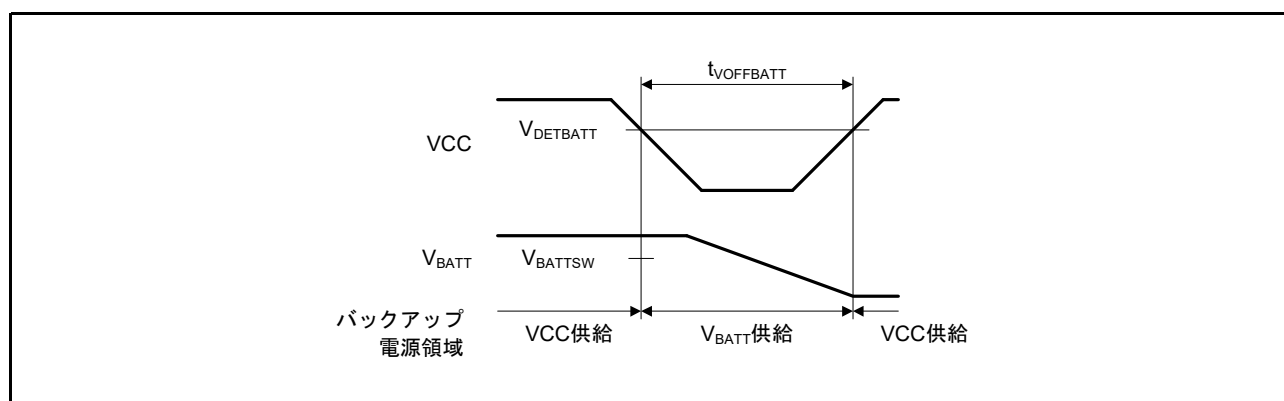 tVOFFBATT
VCC
VDETBATT
VBATT
VBATTSW
バックアップ
電源領域
VCC供給
VBATT供給
VCC供給